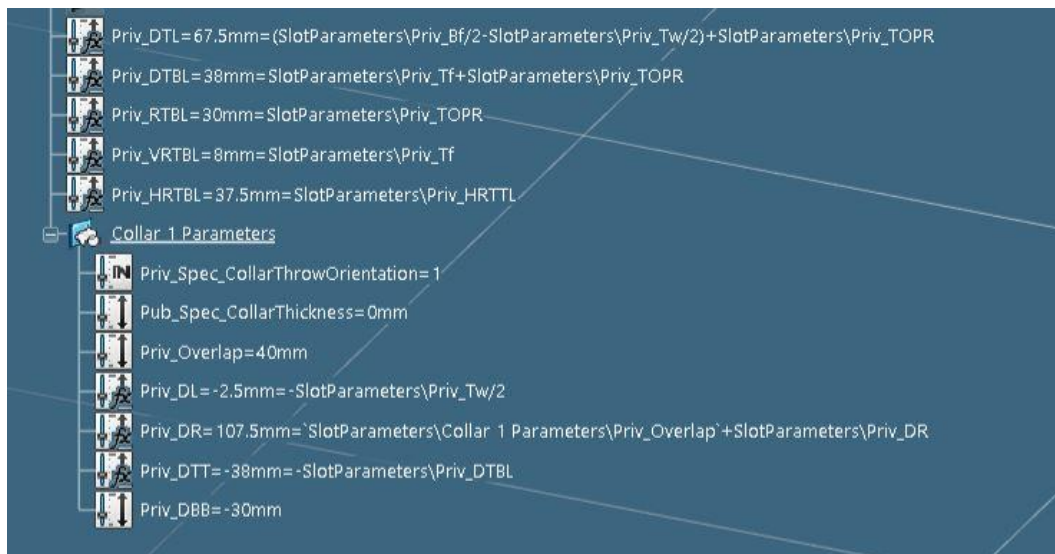 Priv_DTL=67.5mm=(SlotParameters\Priv_Bf/2-SlotParameters\Priv_Tw/2)+SlotParameters\Priv_TOPR
Priv_DTBL=38mm=SlotParameters\Priv_Tf+SlotParameters\Priv_TOPR
Priv_RTBL=30mm=SlotParameters\Priv_TOPR
Priv_VRTBL=8mm=SlotParameters\Priv_Tf
Priv_HRTBL=37.5mm=SlotParameters\Priv_HRTTL
Collar 1 Parameters
Priv_Spec_CollarThrowOrientation=1
Pub_Spec_CollarThickness=0mm
Priv_Overlap=40mm
Priv_DL=-2.5mm=-SlotParameters\Priv_Tw/2
Priv_DR=107.5mm=`SlotParameters\Collar 1 Parameters\Priv_Overlap`+SlotParameters\Priv_DR
Priv_DTT=-38mm=-SlotParameters\Priv_DTBL
Priv_DBB=-30mm